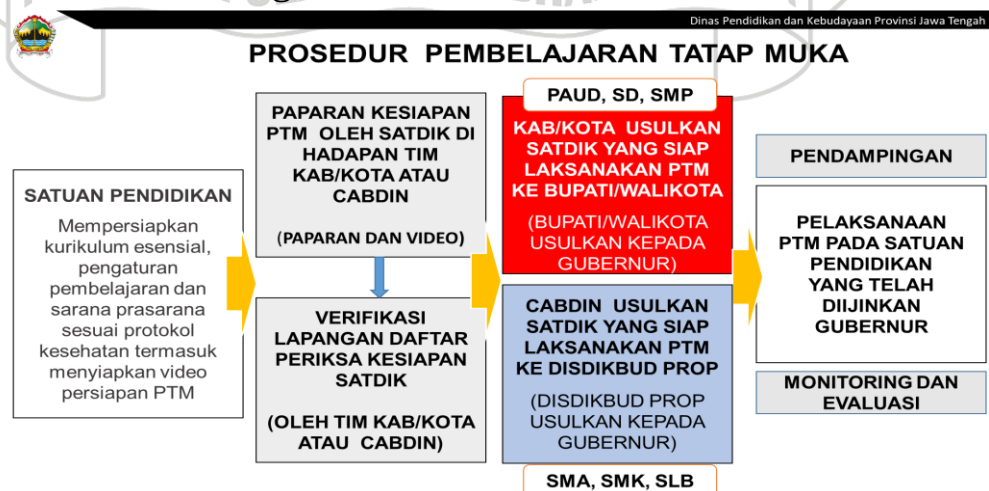 Dinas Pendidikan dan Kebudayaan Provinsi Jawa Tengah
PROSEDUR PEMBELAJARAN TATAP MUKA
SATUAN PENDIDIKAN
Mempersiapkan
kurikulum esensial,
pengaturan
pembelajaran dan
sarana prasarana
sesuai protokol
kesehatan termasuk
menyiapkan video
persiapan PTM
PAPARAN KESIAPAN
PTM OLEH SATDIK DI
HADAPAN TIM
KAB/KOTA ATAU
CABDIN
(PAPARAN DAN VIDEO)
VERIFIKASI
LAPANGAN DAFTAR
PERIKSA KESIAPAN
SATDIK
(OLEH TIM KAB/KOTA
ATAU CABDIN)
PAUD, SD, SMP
KAB/KOTA USULKAN
SATDIK YANG SIAP
LAKSANAKAN PTM
KE BUPATI/WALIKOTA
(BUPATI/WALIKOTA
USULKAN KEPADA
GUBERNUR)
CABDIN USULKAN
SATDIK YANG SIAP
LAKSANAKAN PTM
KE DISDIKBUD PROP
(DISDIKBUD PROP
USULKAN KEPADA
GUBERNUR)
SMA, SMK, SLB
PENDAMPINGAN
PELAKSANAAN
PTM PADA SATUAN
PENDIDIKAN
YANG TELAH
DIIJINKAN
GUBERNUR
MONITORING DAN
EVALUASI